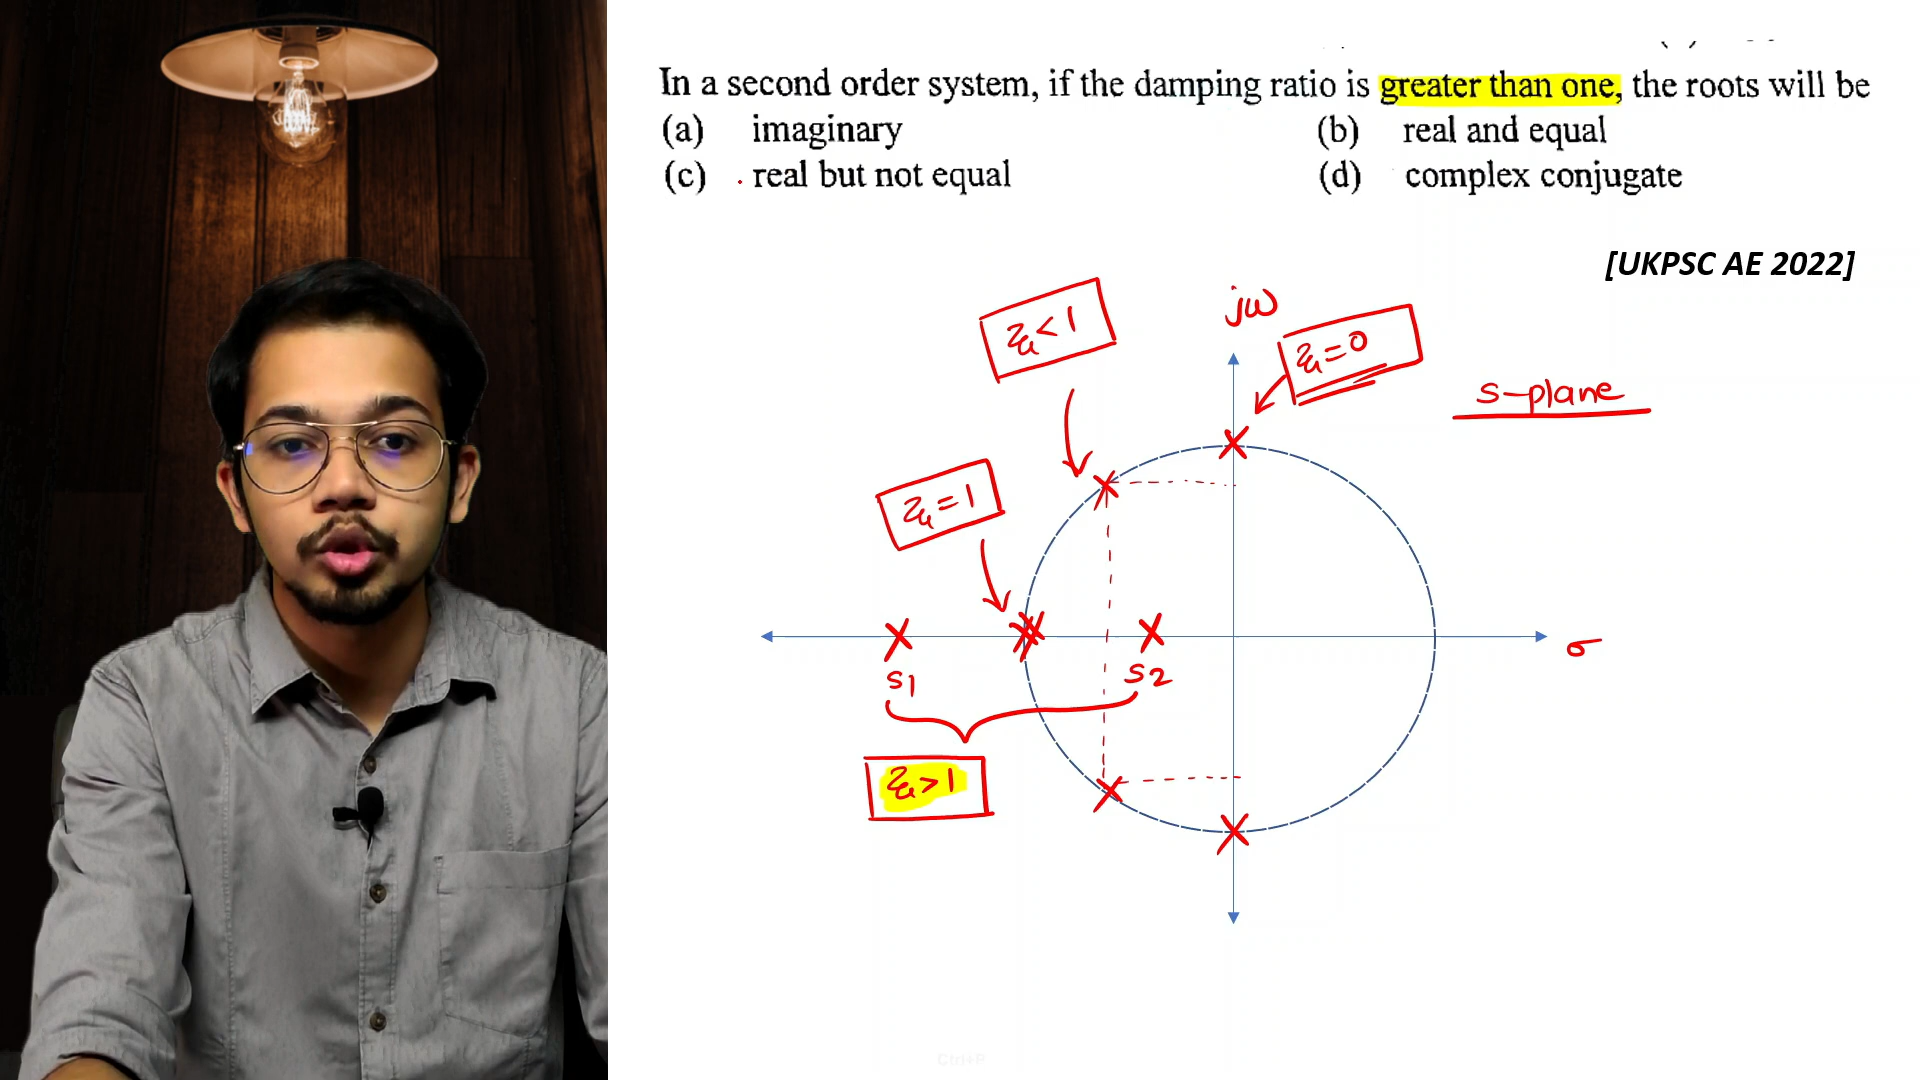 In a second order system, if the damping ratio is greater than one, the roots will be
(a) imaginary (b) real and equal
(c) real but not equal (d) complex conjugate
[UKPSC AE 2022]
jω
ξ<1
ξ=0
s-plane
ξ=1
σ
s1
s2
ξ>1
Ctrl+P